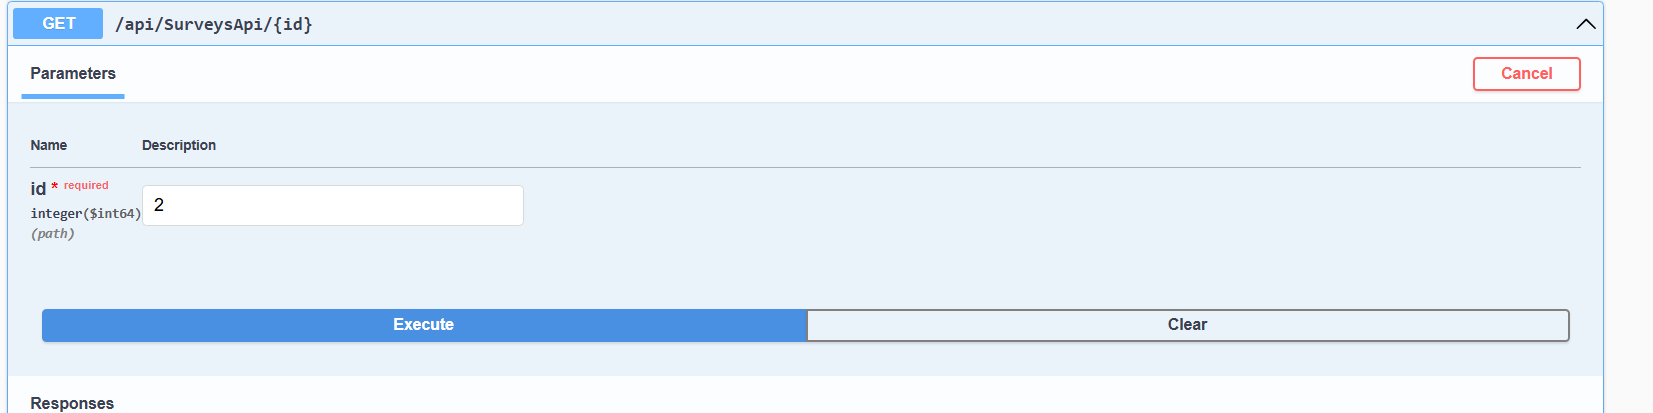 GET /api/SurveysApi/{id}
Parameters
Cancel
Name Description
id * required
integer($int64)
(path)
2
Execute Clear
Responses